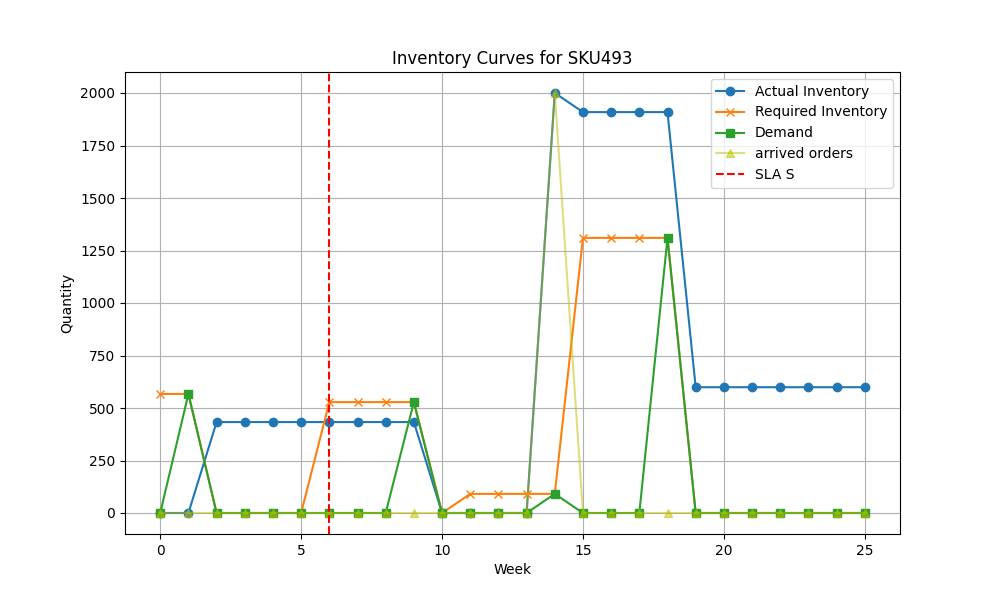 Inventory Curves for SKU493
Actual Inventory
Required Inventory
Demand
arrived orders
SLA S
Quantity
2000
1750
1500
1250
1000
750
500
250
0
0 5 10 15 20 25
Week